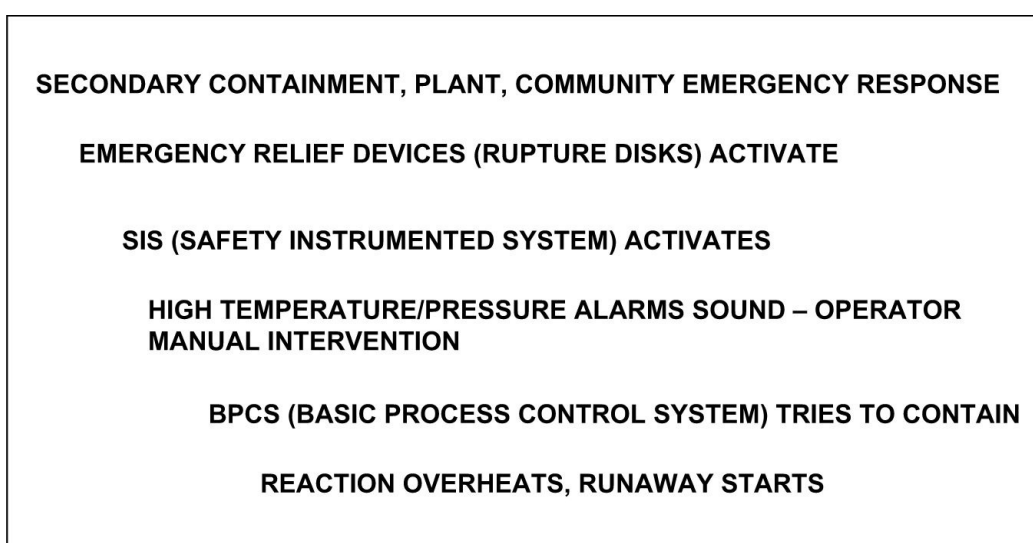 SECONDARY CONTAINMENT, PLANT, COMMUNITY EMERGENCY RESPONSE
EMERGENCY RELIEF DEVICES (RUPTURE DISKS) ACTIVATE
SIS (SAFETY INSTRUMENTED SYSTEM) ACTIVATES
HIGH TEMPERATURE/PRESSURE ALARMS SOUND – OPERATOR
MANUAL INTERVENTION
BPCS (BASIC PROCESS CONTROL SYSTEM) TRIES TO CONTAIN
REACTION OVERHEATS, RUNAWAY STARTS